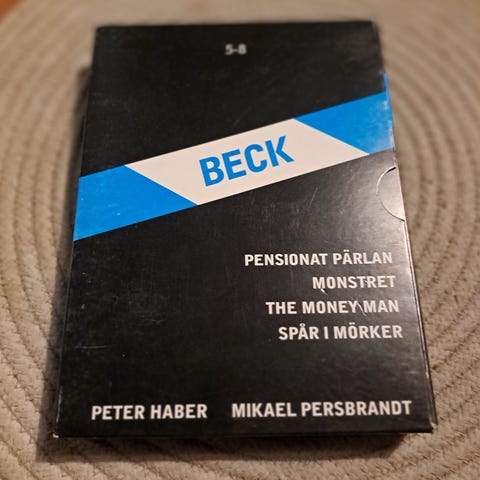 5-8
BECK
PENSIONAT PÄRLAN
MONSTRET
THE MONEY MAN
SPÅR I MÖRKER
PETER HABER MIKAEL PERSBRANDT